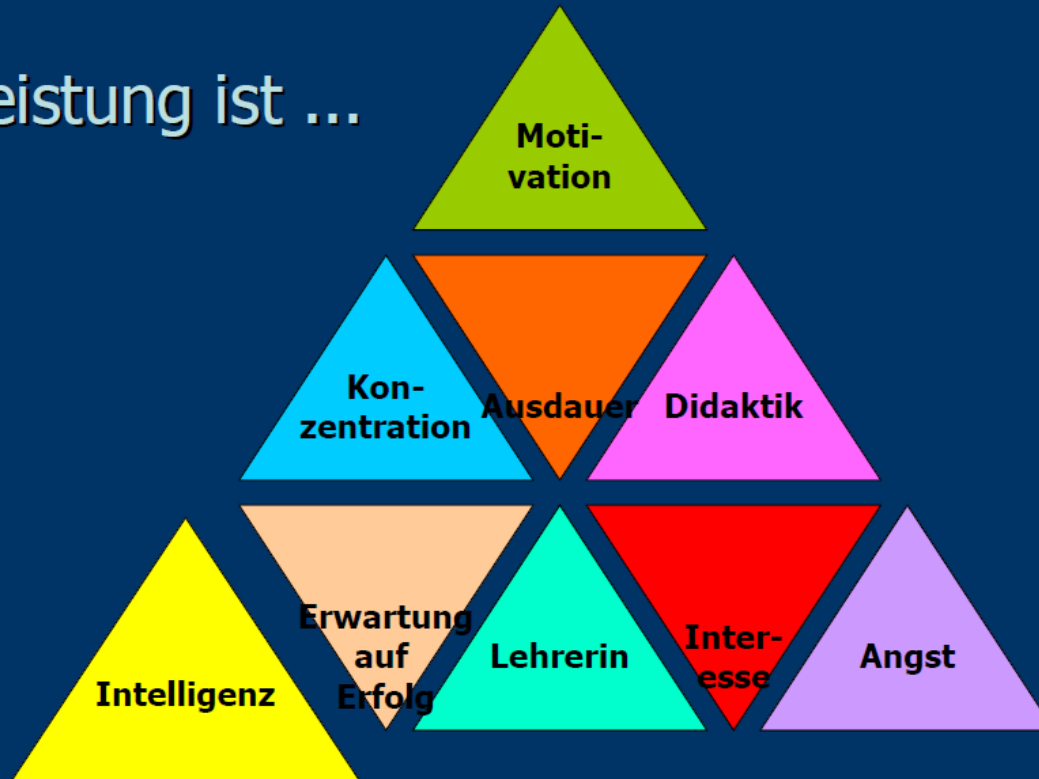 eistung ist ...
Moti-
vation
Kon-
zentration
Ausdauer
Didaktik
Erwartung
auf
Erfolg
Intelligenz
Lehrerin
Inter-
esse
Angst